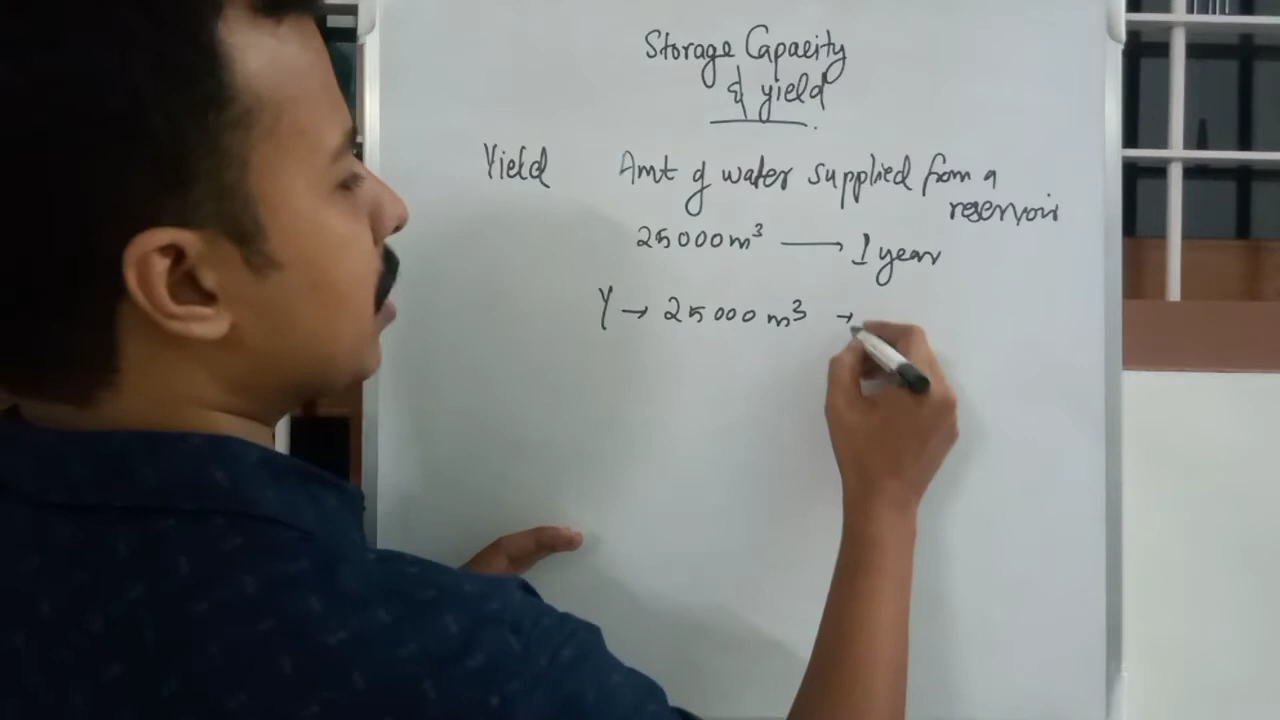 Storage Capacity
& yield
Yield Amt of water supplied from a
reservoir
25000m³ → 1 year
Y → 25000 m³ →